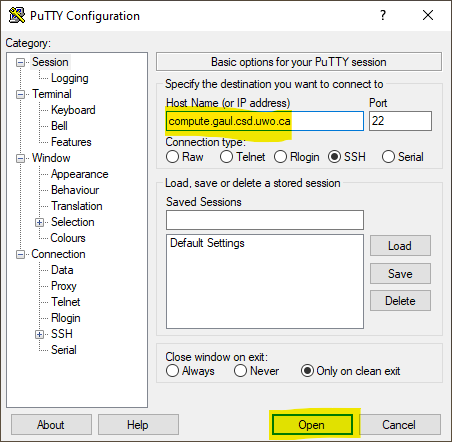 PuTTY Configuration
?
Category:
Session
Logging
Terminal
Keyboard
Bell
Features
Window
Appearance
Behaviour
Translation
Selection
Colours
Connection
Data
Proxy
Telnet
Rlogin
SSH
Serial
Basic options for your PuTTY session
Specify the destination you want to connect to
Host Name (or IP address) Port
compute.gaul.csd.uwo.ca 22
Connection type:
Raw Telnet Rlogin SSH Serial
Load, save or delete a stored session
Saved Sessions
Default Settings
Load
Save
Delete
Close window on exit:
Always Never Only on clean exit
About Help Open Cancel